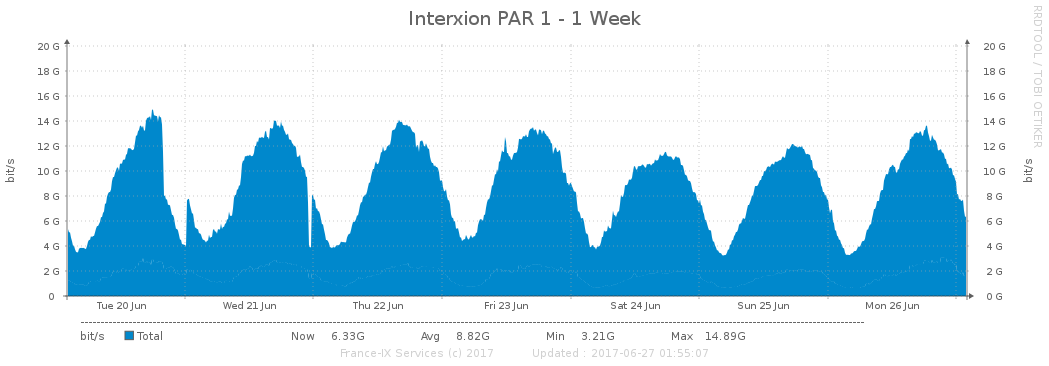 Interxion PAR 1 - 1 Week
RRDTOOL / TOBI OETIKER
20 G 20 G
18 G 18 G
16 G 16 G
14 G 14 G
12 G 12 G
10 G 10 G
8 G 8 G
6 G 6 G
4 G 4 G
2 G 2 G
0 0 G
bit/s
bit/s
Tue 20 Jun Wed 21 Jun Thu 22 Jun Fri 23 Jun Sat 24 Jun Sun 25 Jun Mon 26 Jun
bit/s Total Now 6.33G Avg 8.82G Min 3.21G Max 14.89G
France-IX Services (c) 2017 Updated : 2017-06-27 01:55:07